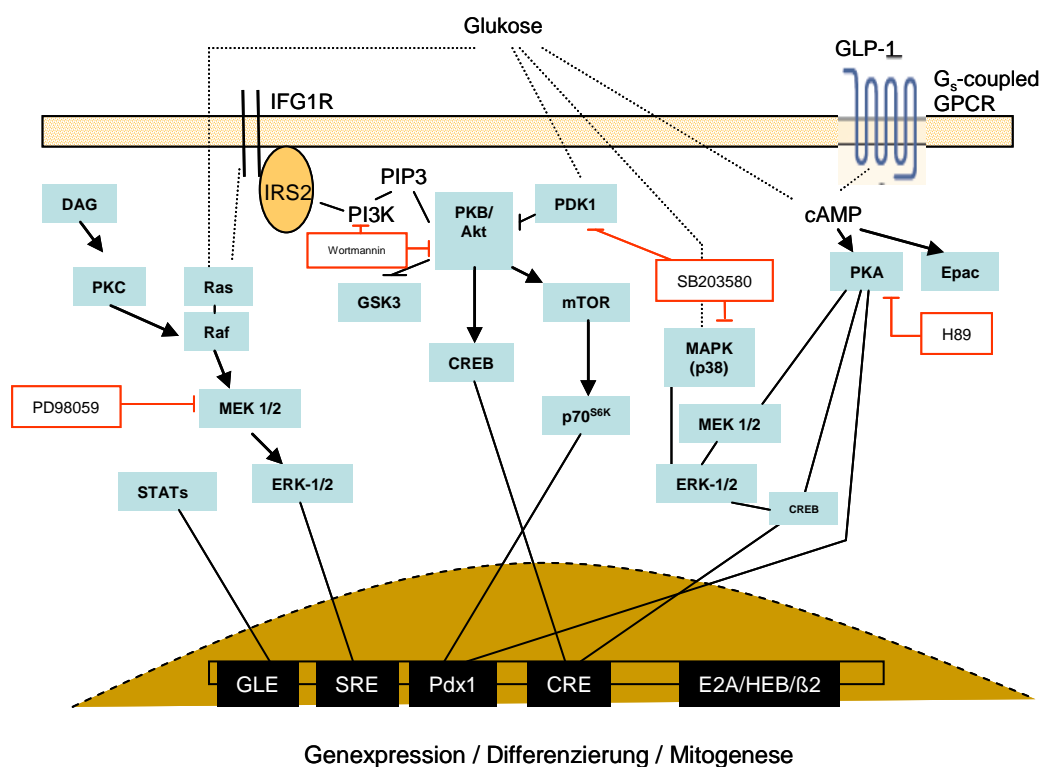 Glukose
GLP-1
Gs-coupled
GPCR
IFG1R
IRS2
PIP3
PI3K
DAG
PKB/
Akt
PDK1
cAMP
Wortmannin
PKC
Ras
GSK3
mTOR
SB203580
PKA
Epac
Raf
CREB
MAPK
(p38)
H89
PD98059
MEK 1/2
p70S6K
MEK 1/2
STATs
ERK-1/2
ERK-1/2
CREB
GLE
SRE
Pdx1
CRE
E2A/HEB/ß2
Genexpression / Differenzierung / Mitogenese